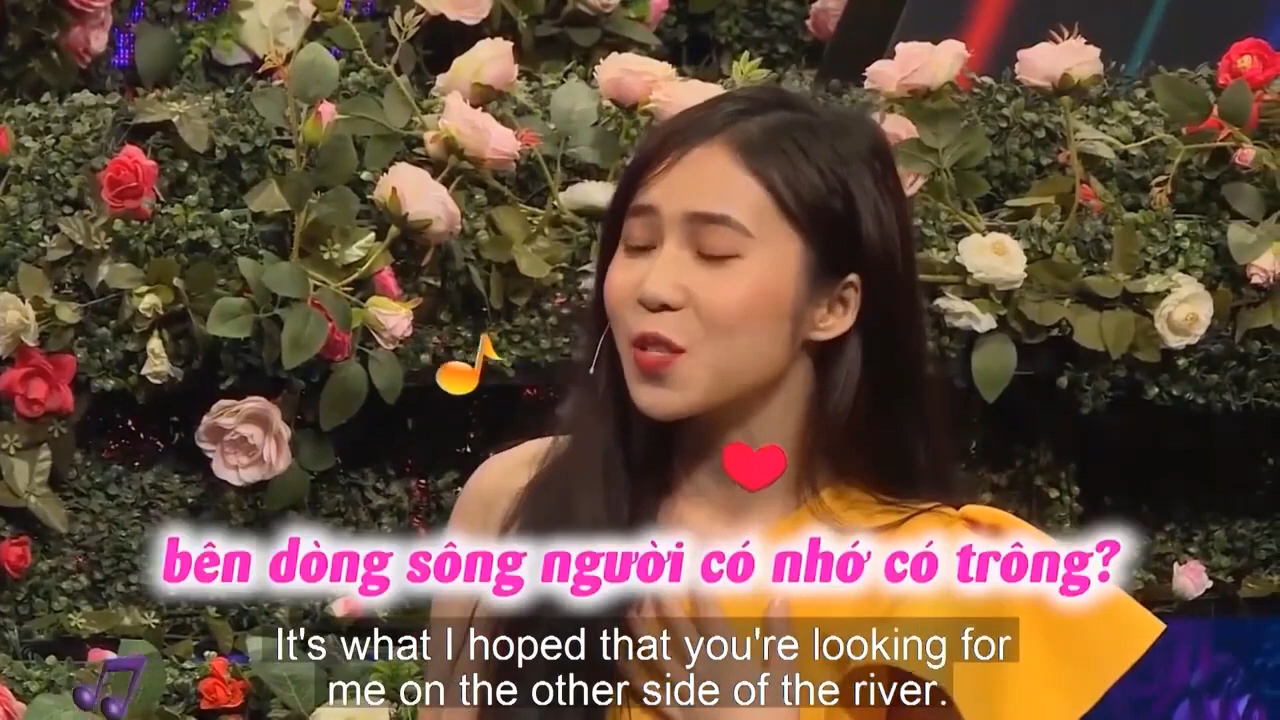 bên dòng sông người có nhớ có trông?
It's what I hoped that you're looking for
me on the other side of the river.